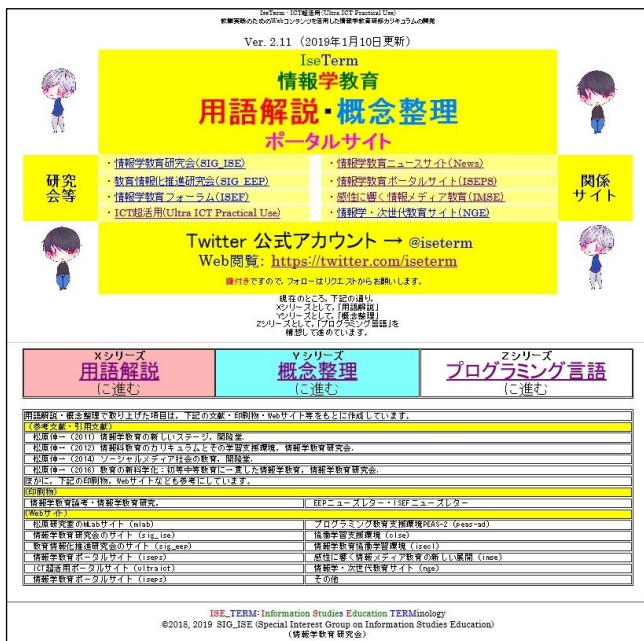 IseTerm - ICT超活用(Ultra ICT Practical Use)
教職実践のためのWebコンテンツを活用した情報学教育研修カリキュラムの開発
Ver. 2.11 (2019年1月10日更新)
IseTerm
情報学教育
用語解説・概念整理
ポータルサイト
研究会等
・情報学教育研究会(SIG_ISE)
・教育情報化推進研究会(SIG_EEP)
・情報学教育フォーラム(ISEF)
・ICT超活用(Ultra ICT Practical Use)
・情報学教育ニュースサイト(News)
・情報学教育ポータルサイト(ISEPS)
・感性に響く情報メディア教育(IMSE)
・情報学・次世代教育サイト(NGE)
関係サイト
Twitter 公式アカウント → @iseterm
Web閲覧: https://twitter.com/iseterm
鍵付きですので，フォローはリクエストからお願いします。
現在のところ，下記の通り，
Xシリーズとして，「用語解説」
Yシリーズとして，「概念整理」
Zシリーズとして，「プログラミング言語」を
構想して進めています。
Xシリーズ
用語解説
に進む
Yシリーズ
概念整理
に進む
Zシリーズ
プログラミング言語
に進む
用語解説・概念整理で取り上げた項目は，下記の文献・印刷物・Webサイト等をもとに作成しています。
(参考文献・引用文献)
松原伸一(2011) 情報学教育の新しいステージ，開隆堂．
松原伸一(2012) 情報科教育のカリキュラムとその学習支援環境，情報学教育研究会．
松原伸一(2014) ソーシャルメディア社会の教育，開隆堂．
松原伸一(2016) 教育の新科学化：初等中等教育に一貫した情報学教育，情報学教育研究会．
ほかに，下記の印刷物，Webサイトなども参考にしています。
(印刷物)
情報学教育論考・情報学教育研究，
EEPニューズレター・ISEFニューズレター
(Webサイト)
松原研究室のMLabサイト (mlab)
プログラミング教育支援環境PEAS-2 (peas-ad)
情報学教育研究会のサイト (sig_ise)
協働学習支援環境 (clse)
教育情報化推進研究会のサイト (sig_eep)
情報学教育協働学習環境 (isecl)
情報学教育ポータルサイト (iseps)
感性に響く情報メディア教育の新しい展開 (imse)
ICT超活用ポータルサイト (ultraict)
情報学・次世代教育サイト (nge)
情報学教育ポータルサイト (iseps)
その他
ISE_TERM: Information Studies Education TERMinology
©2018, 2019 SIG_ISE (Special Interest Group on Information Studies Education)
(情報学教育研究会)